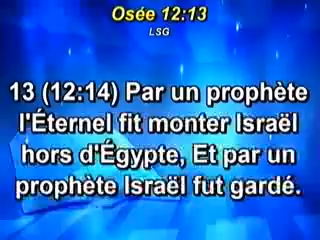 Osée 12:13
LSG
13 (12:14) Par un prophète
l'Éternel fit monter Israël
hors d'Égypte, Et par un
prophète Israël fut gardé.